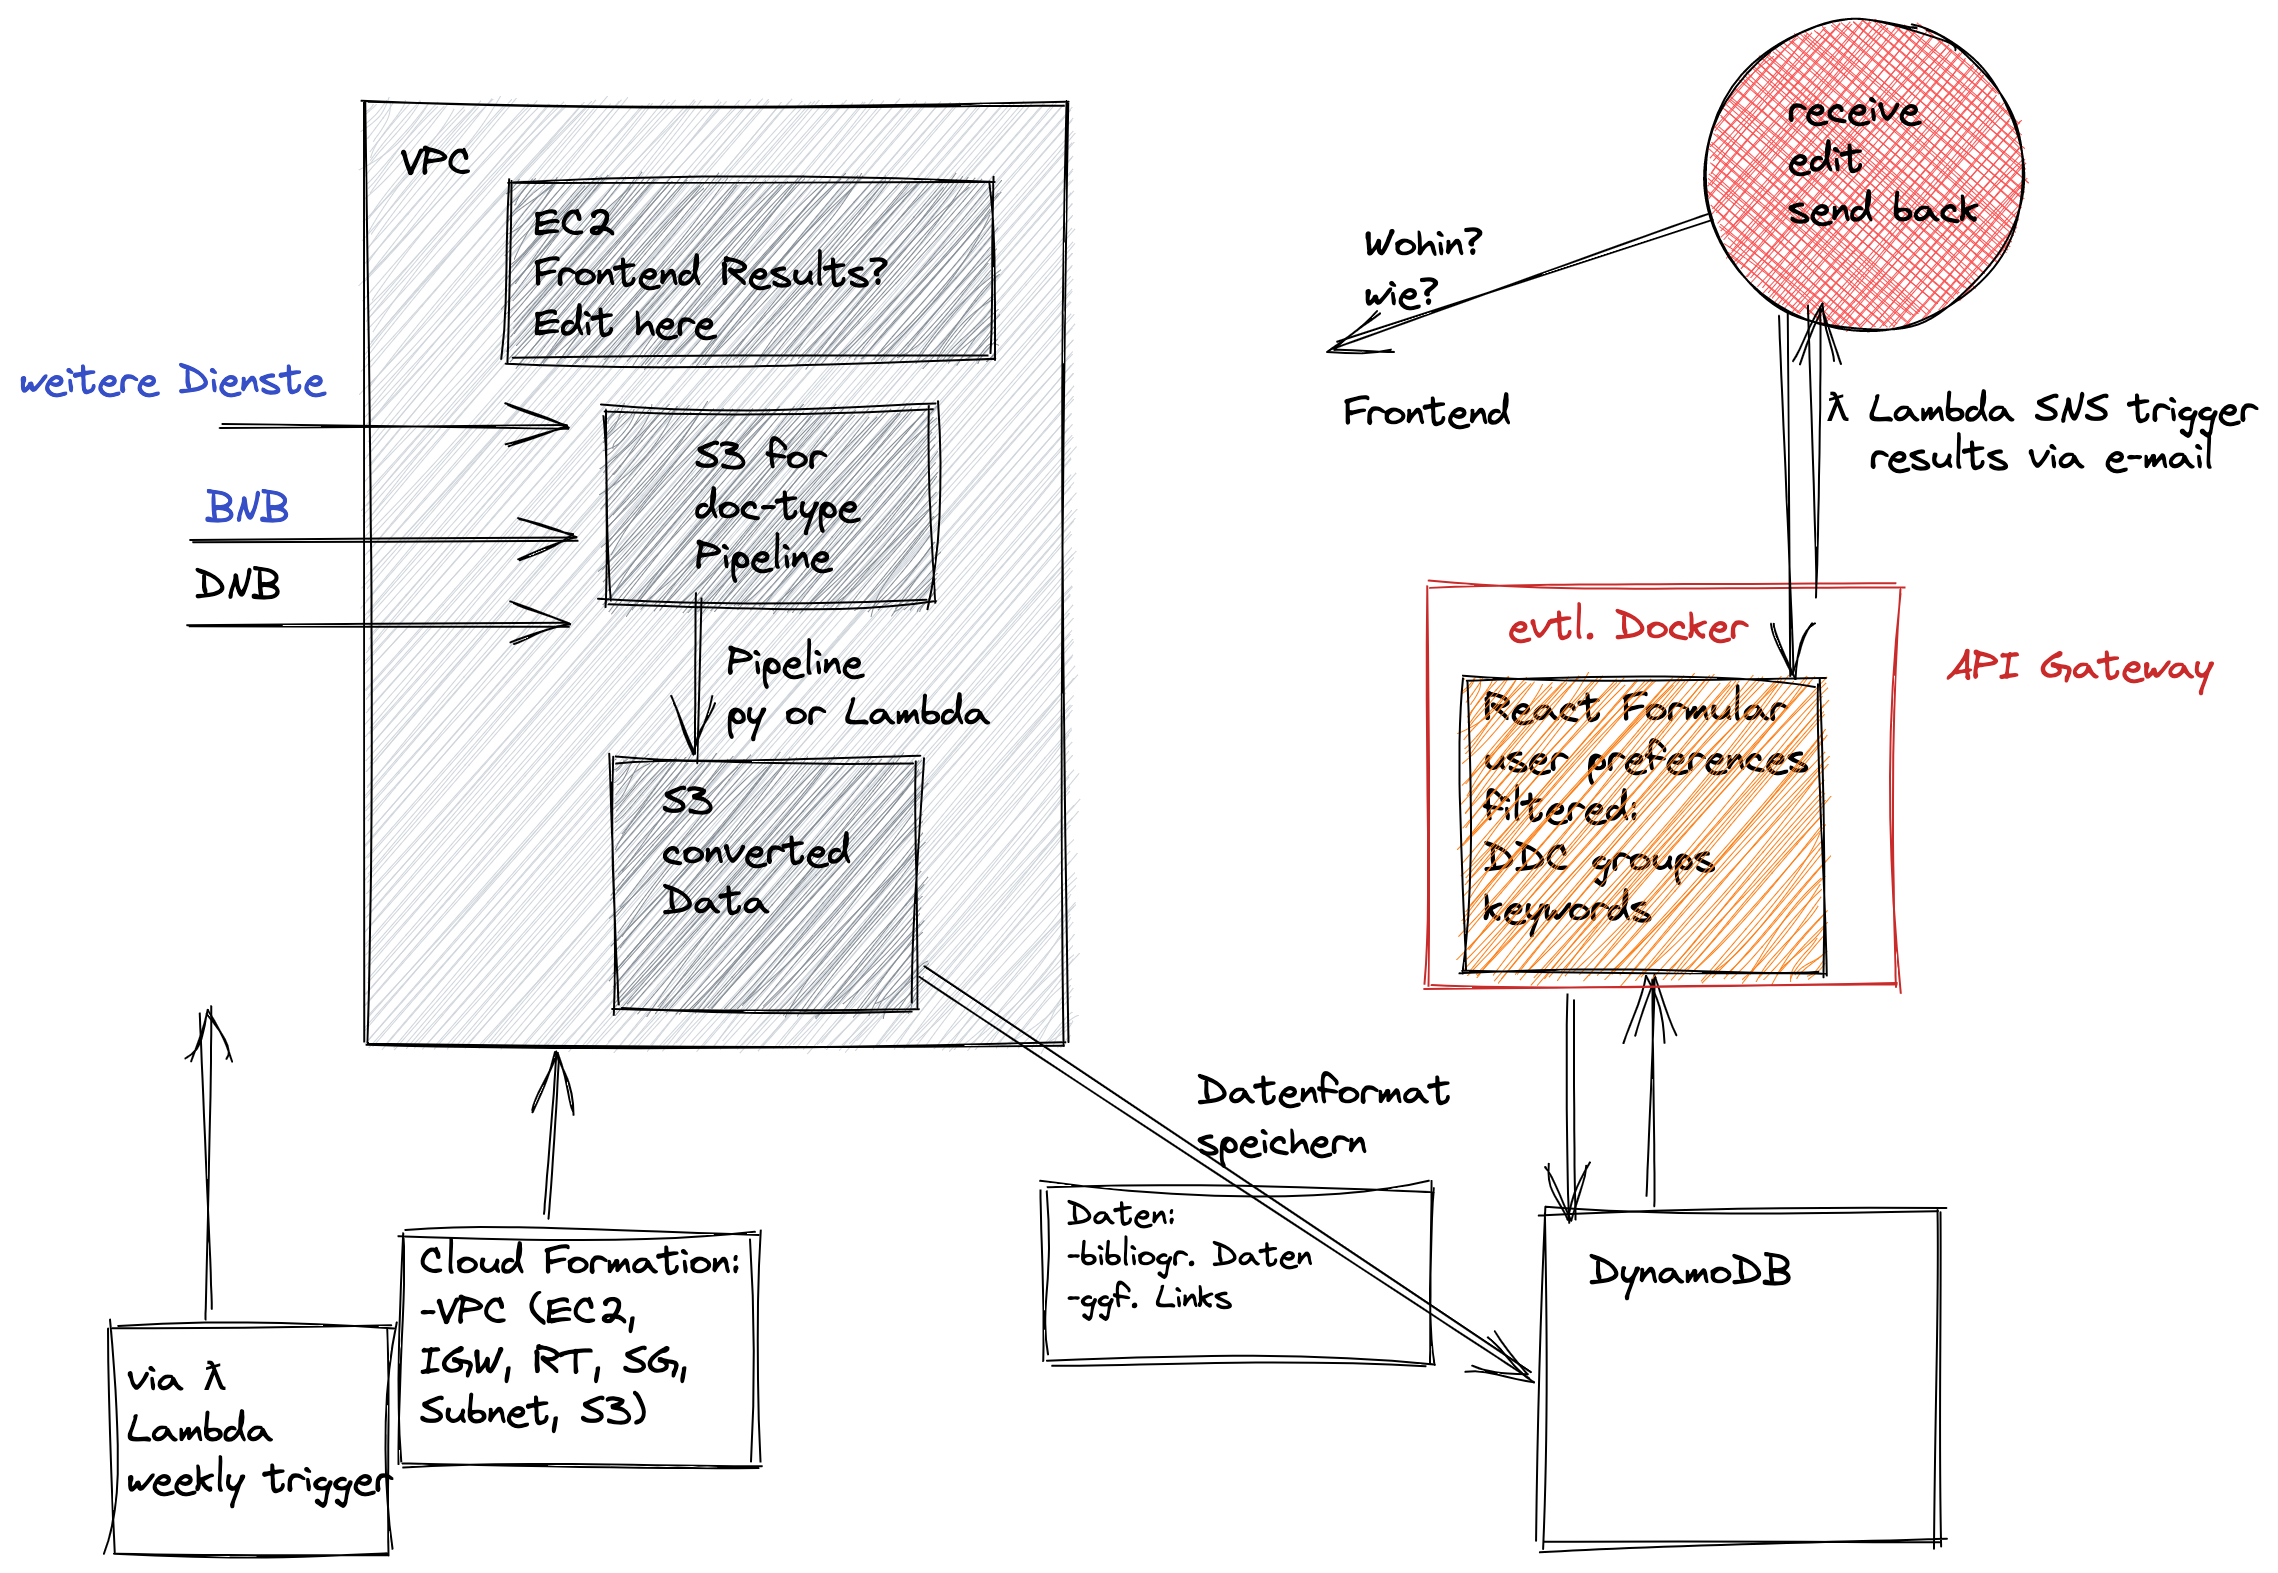 VPC
EC2
Frontend Results?
Edit here
weitere Dienste
BNB
DNB
S3 for
doc-type
Pipeline
Pipeline
py or Lambda
S3
converted
Data
via λ
Lambda
weekly trigger
Cloud Formation:
-VPC (EC2,
IGW, RT, SG,
Subnet, S3)
Datenformat
speichern
Daten:
-bibliogr. Daten
-ggf. Links
receive
edit
send back
Wohin?
wie?
Frontend
λ Lambda SNS trigger
results via e-mail
evtl. Docker
API Gateway
React Formular
user preferences
filtered:
DDC groups
keywords
DynamoDB